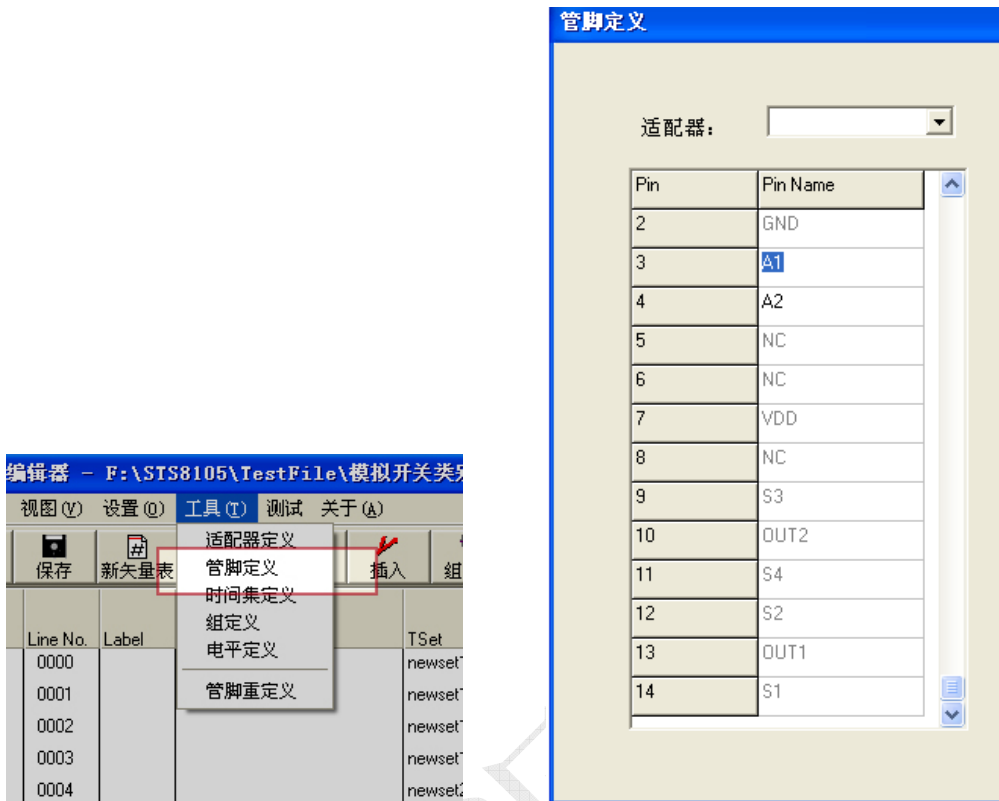 编辑器 - F:\STS8105\TestFile\模拟开关类
视图(V) 设置(O) 工具(T) 测试 关于(A)
保存 新矢量表 插入 组
适配器定义
管脚定义
时间集定义
组定义
电平定义
管脚重定义
Line No. Label TSet
0000 newset
0001 newset
0002 newset
0003 newset
0004 newset
管脚定义
适配器:
Pin Pin Name
2 GND
3 A1
4 A2
5 NC
6 NC
7 VDD
8 NC
9 S3
10 OUT2
11 S4
12 S2
13 OUT1
14 S1